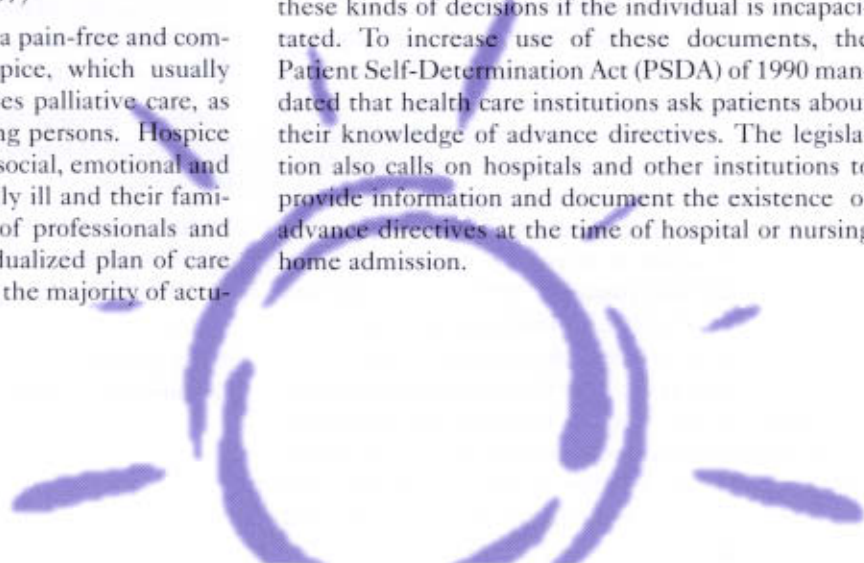 a pain-free and com-
pice, which usually
es palliative care, as
ng persons. Hospice
social, emotional and
ly ill and their fami-
of professionals and
dualized plan of care
the majority of actu-
these kinds of decisions if the individual is incapaci
tated. To increase use of these documents, the
Patient Self-Determination Act (PSDA) of 1990 man
dated that health care institutions ask patients abou
their knowledge of advance directives. The legisla
tion also calls on hospitals and other institutions to
provide information and document the existence o
advance directives at the time of hospital or nursing
home admission.